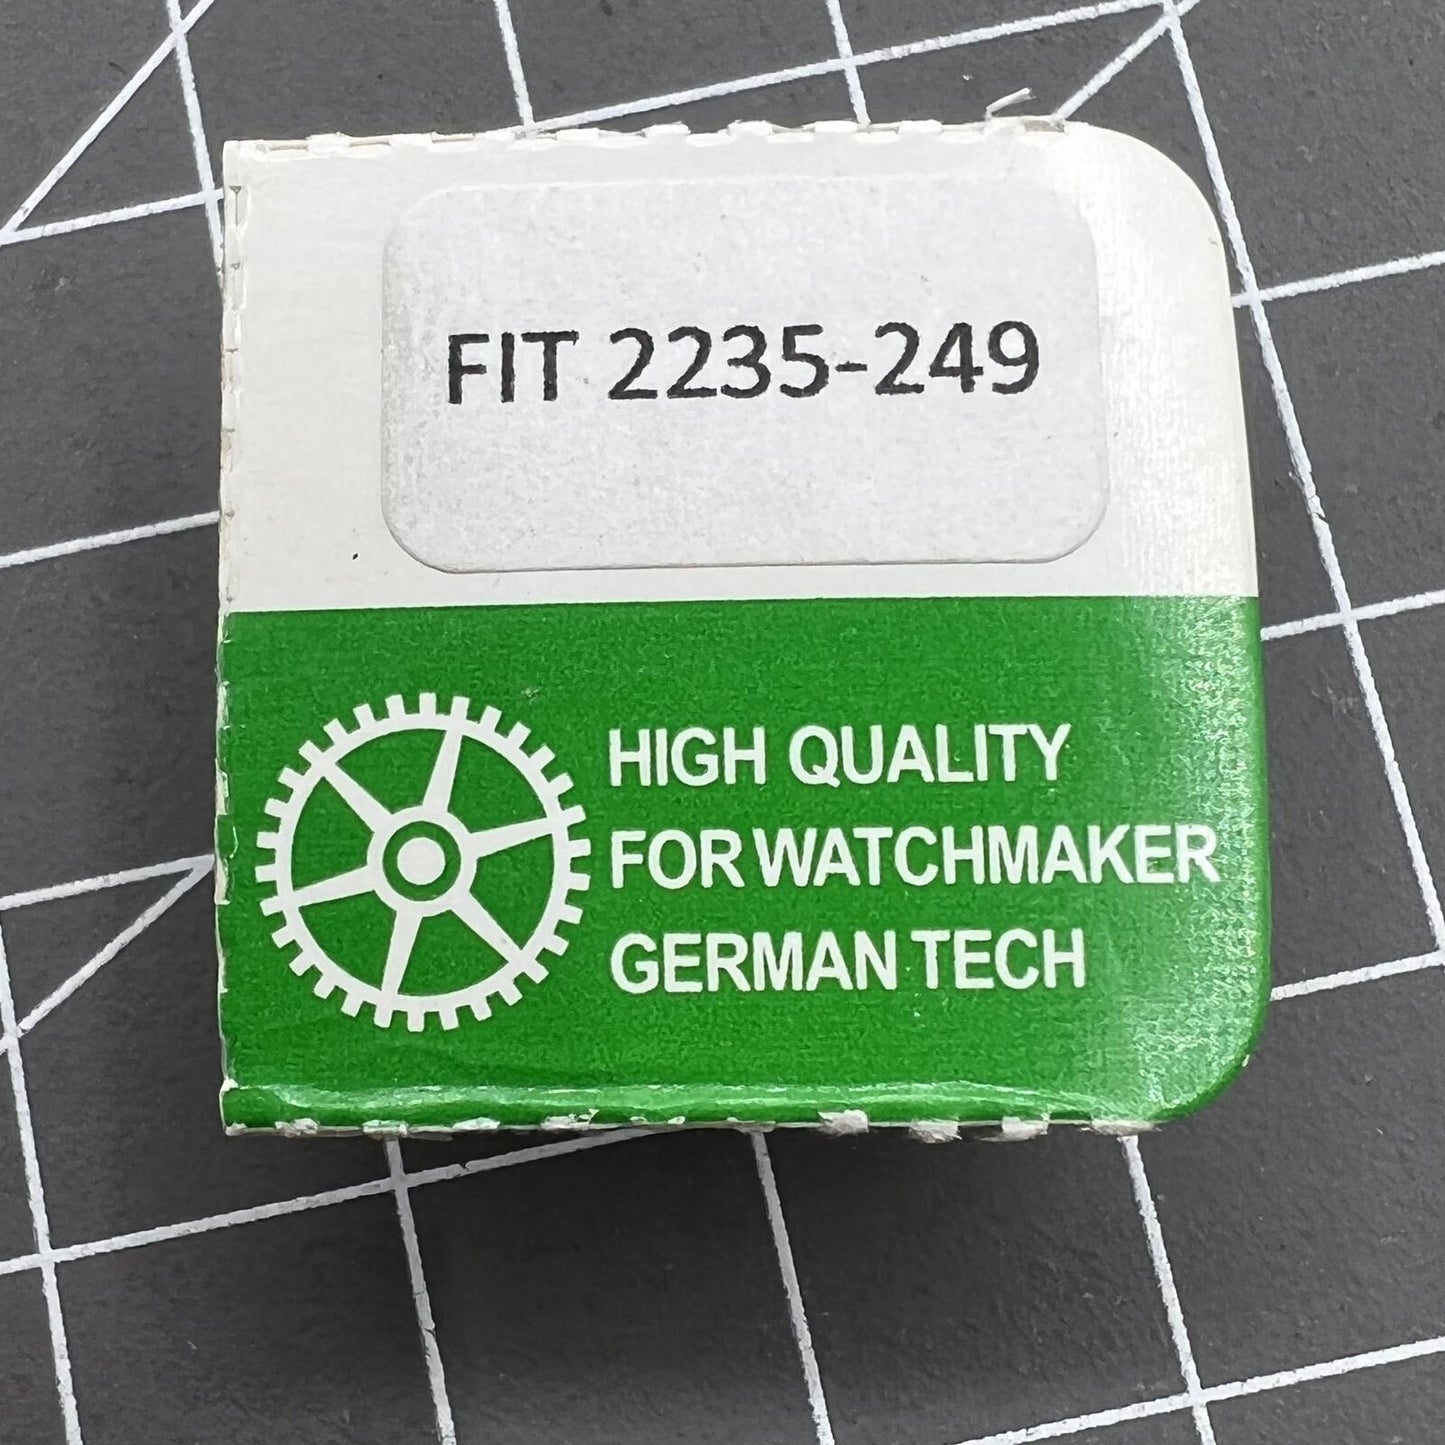 FIT 2235-249
HIGH QUALITY
FOR WATCHMAKER
GERMAN TECH